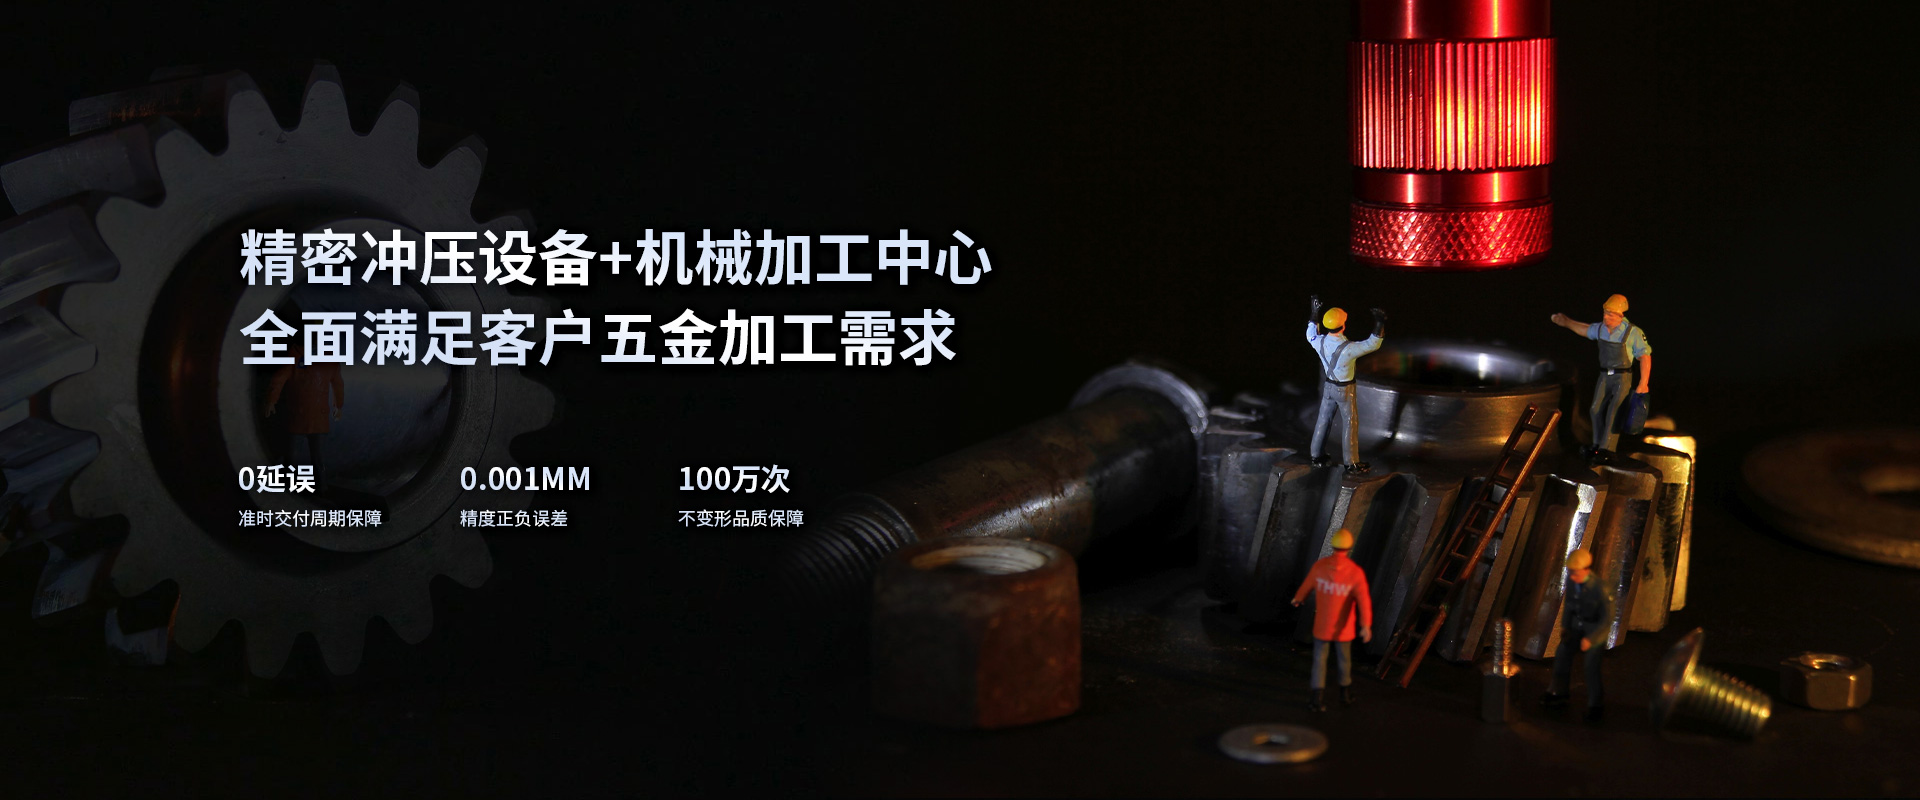 精密冲压设备+机械加工中心
全面满足客户五金加工需求
0延误
准时交付周期保障
0.001MM
精度正负误差
100万次
不变形品质保障
THW